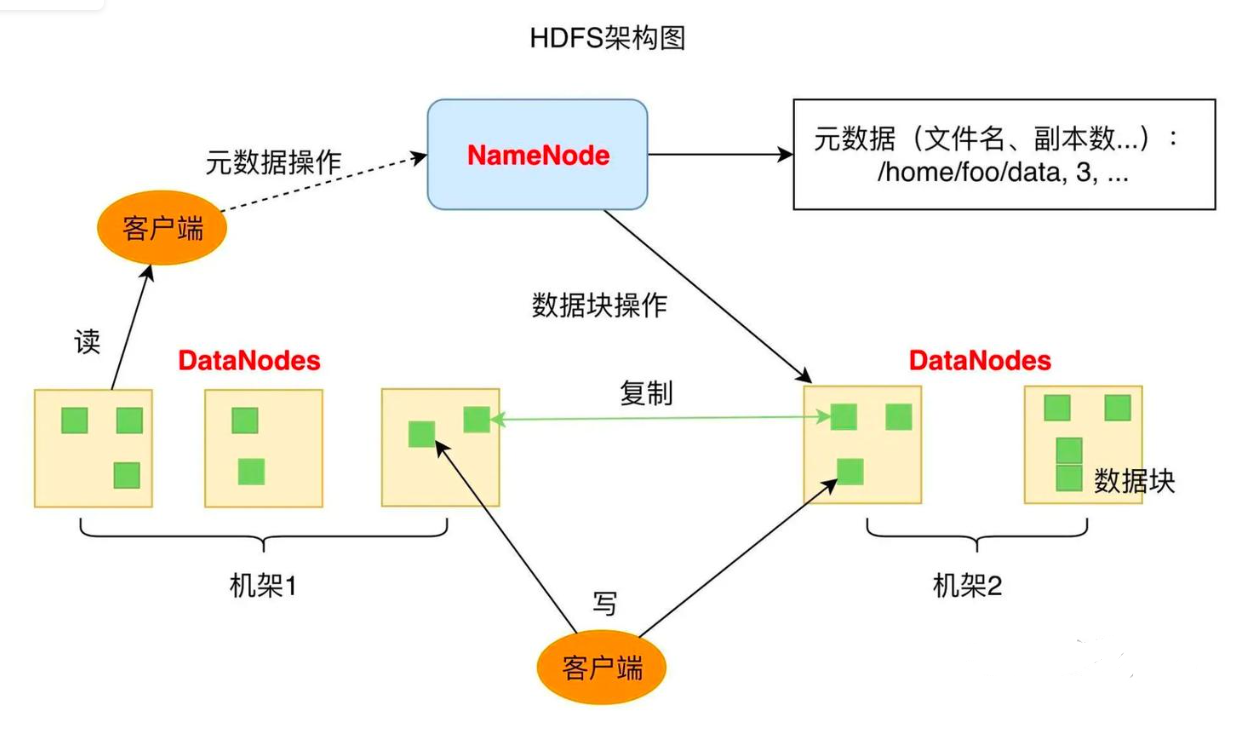 HDFS架构图
元数据操作
NameNode
元数据（文件名、副本数...）：
/home/foo/data, 3, ...
客户端
数据块操作
读
DataNodes
DataNodes
复制
数据块
机架1
机架2
写
客户端